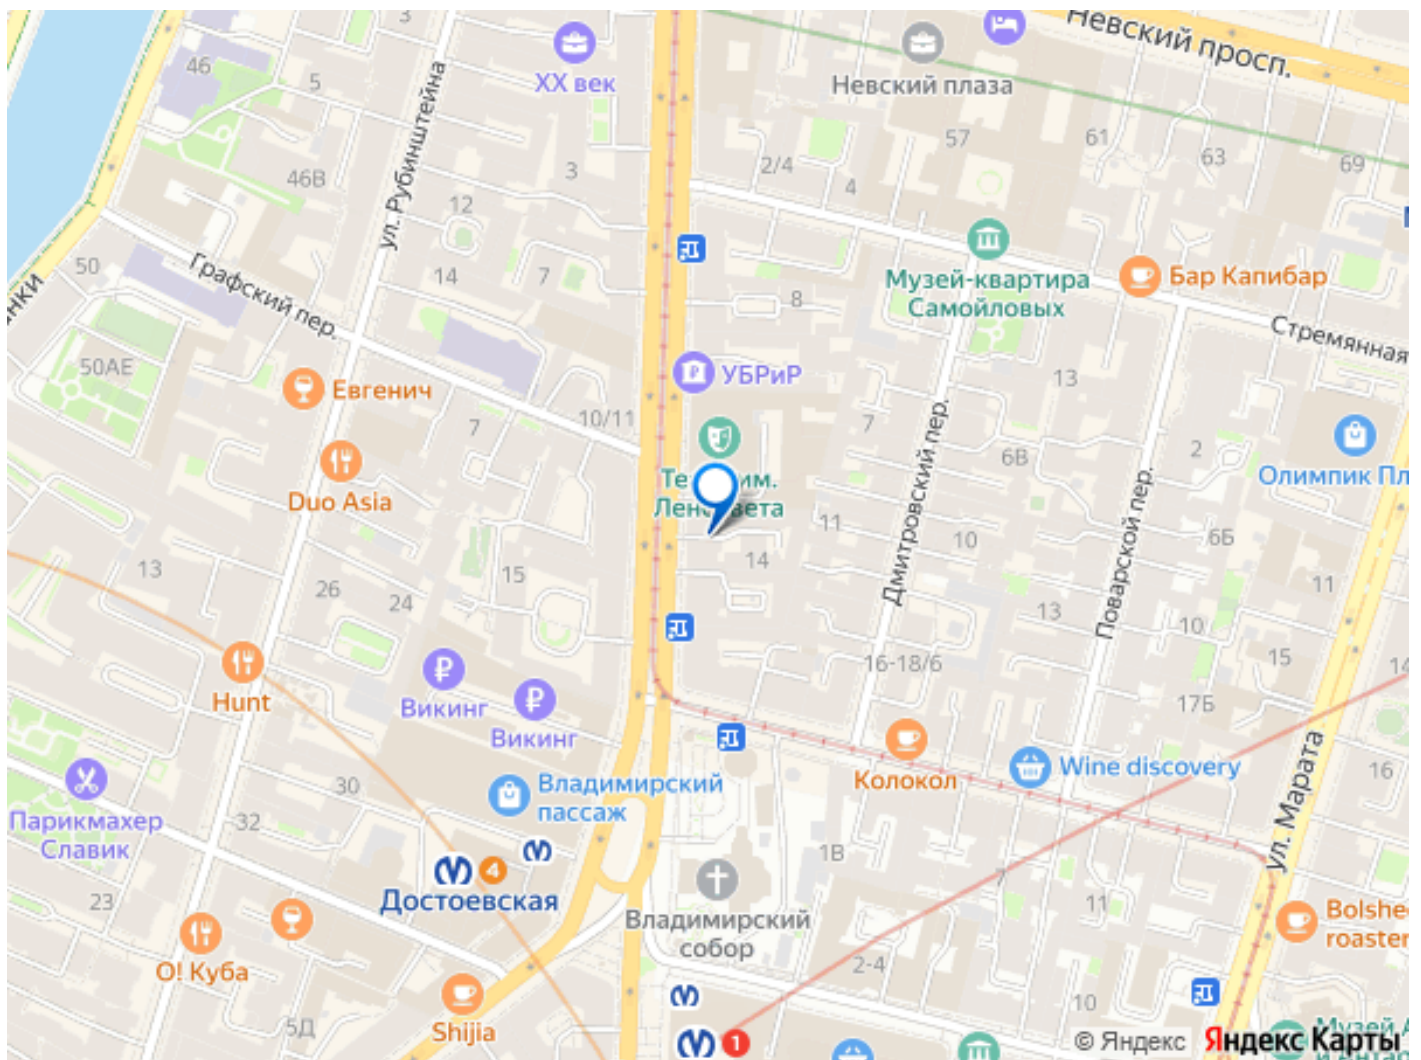 Невский просп.
3
46
5
XX век
Невский плаза
57
61
63
69
ул. Рубинштейна
3
2/4
4
46В
12
Музей-квартира
Самойловых
Бар Капибар
Графский пер.
50
14
7
8
Стремянная
50АЕ
Евгенич
УБРиР
13
10/11
7
7
Дмитровский пер.
6В
2
Олимпик Пл
Duo Asia
им.
11
10
Поварской пер.
6Б
13
15
14
11
26
24
13
10
15
16-18/6
14
Hunt
Викинг
Викинг
17Б
Колокол
Wine discovery
ул. Марата
16
Владимирский
пассаж
30
Парикмахер
Славик
32
4
Достоевская
1В
7
11
23
Владимирский
собор
Bolshe
roaster
О! Куба
2-4
Shijia
5Д
10
1
© Яндекс
Яндекс Карты